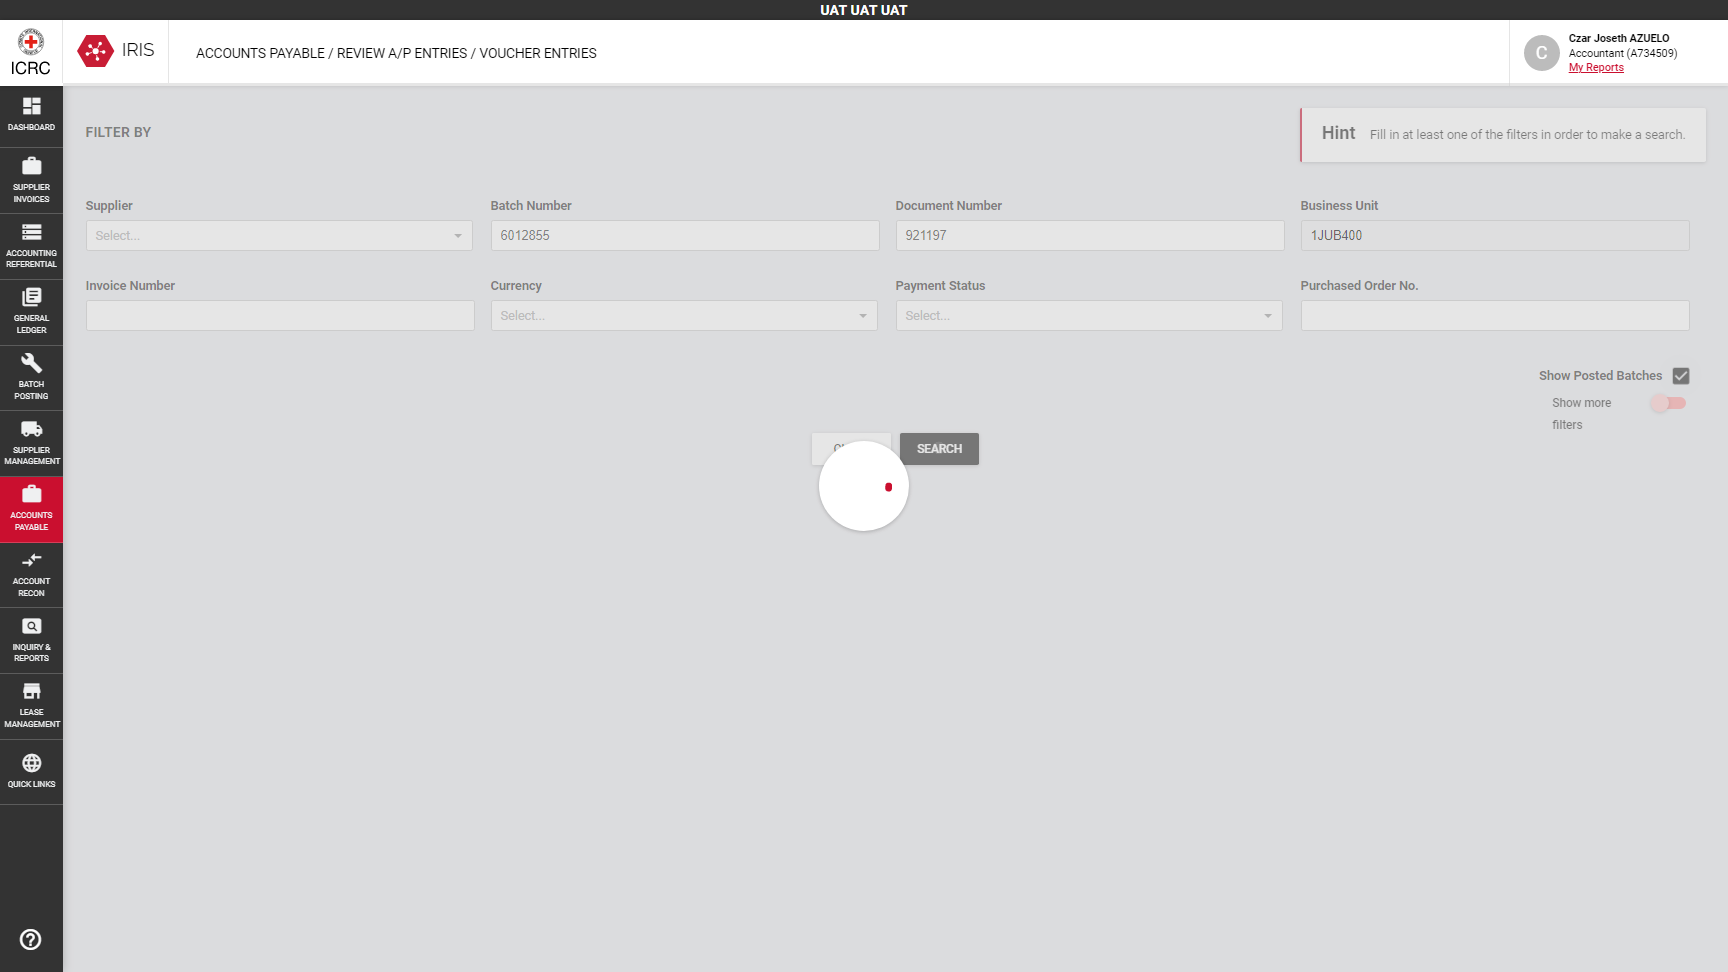 UAT UAT UAT
ICRC
IRIS
ACCOUNTS PAYABLE / REVIEW A/P ENTRIES / VOUCHER ENTRIES
C
Czar Joseth AZUELO
Accountant (A734509)
My Reports
DASHBOARD
SUPPLIER
INVOICES
ACCOUNTING
REFERENTIAL
GENERAL
LEDGER
BATCH
POSTING
SUPPLIER
MANAGEMENT
ACCOUNTS
PAYABLE
ACCOUNT
RECON
INQUIRY &
REPORTS
LEASE
MANAGEMENT
QUICK LINKS
FILTER BY
Hint Fill in at least one of the filters in order to make a search.
Supplier
Select...
Batch Number
6012855
Document Number
921197
Business Unit
1JUB400
Invoice Number
Currency
Select...
Payment Status
Select...
Purchased Order No.
Show Posted Batches
Show more
filters
SEARCH